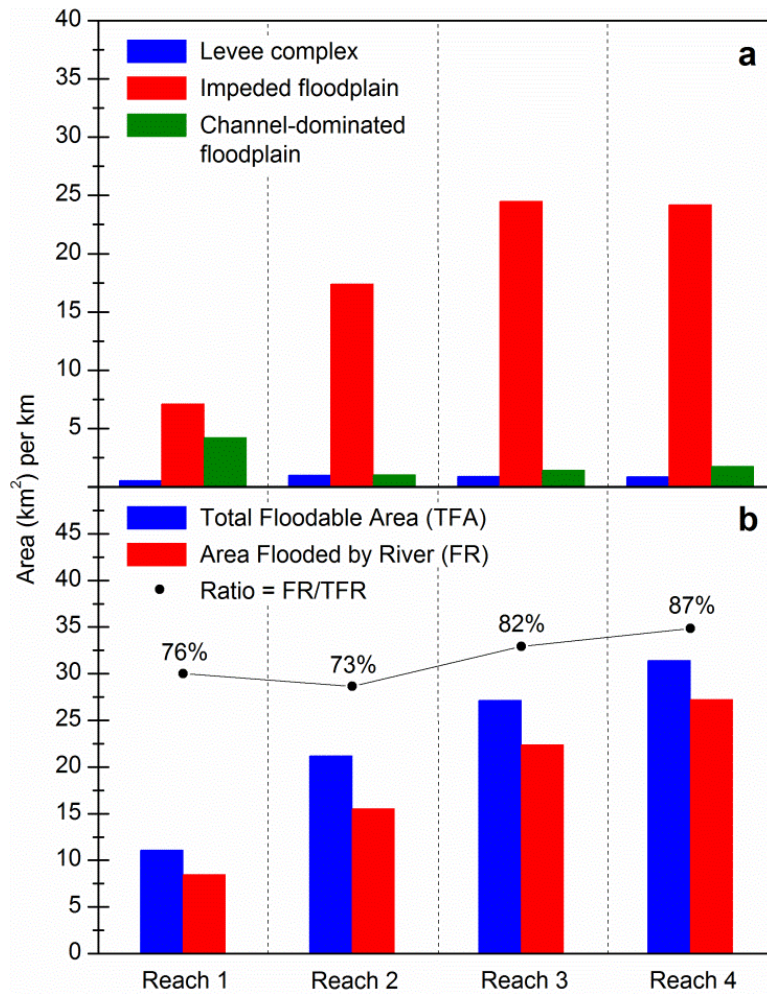 40
35
30
25
20
15
10
5
Levee complex
Impeded floodplain
Channel-dominated
floodplain
a
Area (km²) per km
45
40
35
30
25
20
15
10
5
0
Total Floodable Area (TFA)
Area Flooded by River (FR)
Ratio = FR/TFR
b
76%
73%
82%
87%
Reach 1
Reach 2
Reach 3
Reach 4